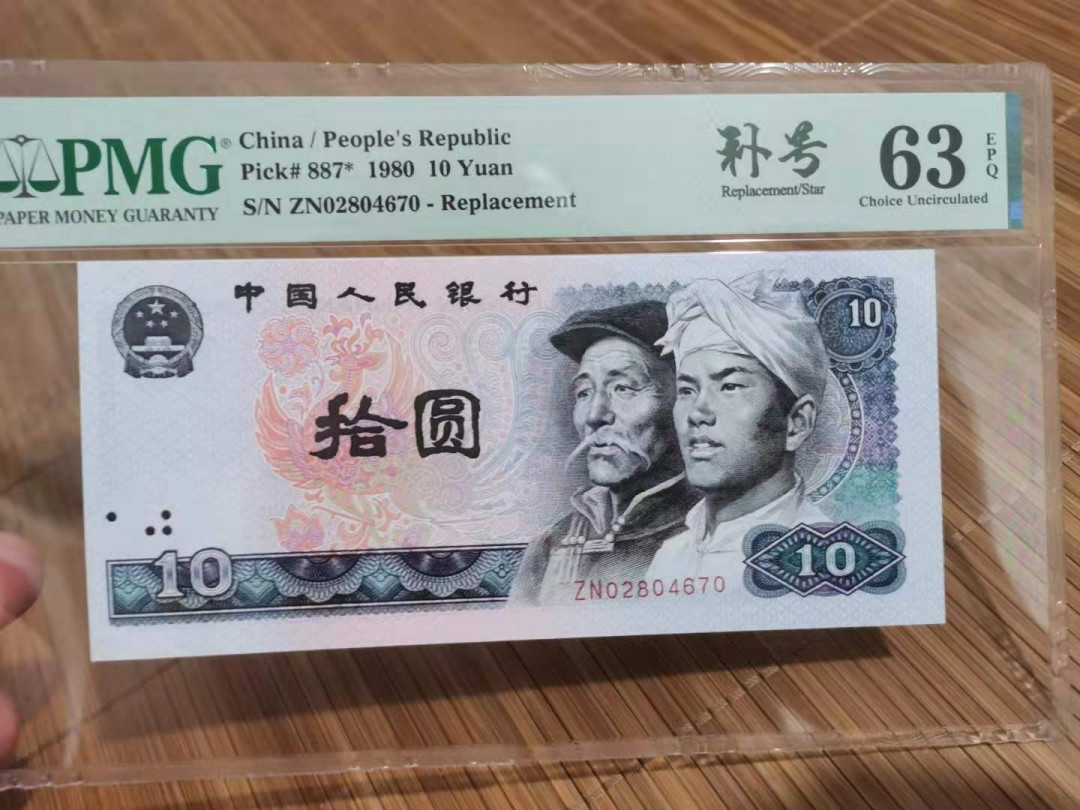 PMG®
PAPER MONEY GUARANTY
China / People's Republic
Pick# 887* 1980 10 Yuan
S/N ZN02804670 - Replacement
补号
Replacement/Star
63
Choice Uncirculated
EPQ
中国人民银行
10
拾圆
10
10
ZN02804670